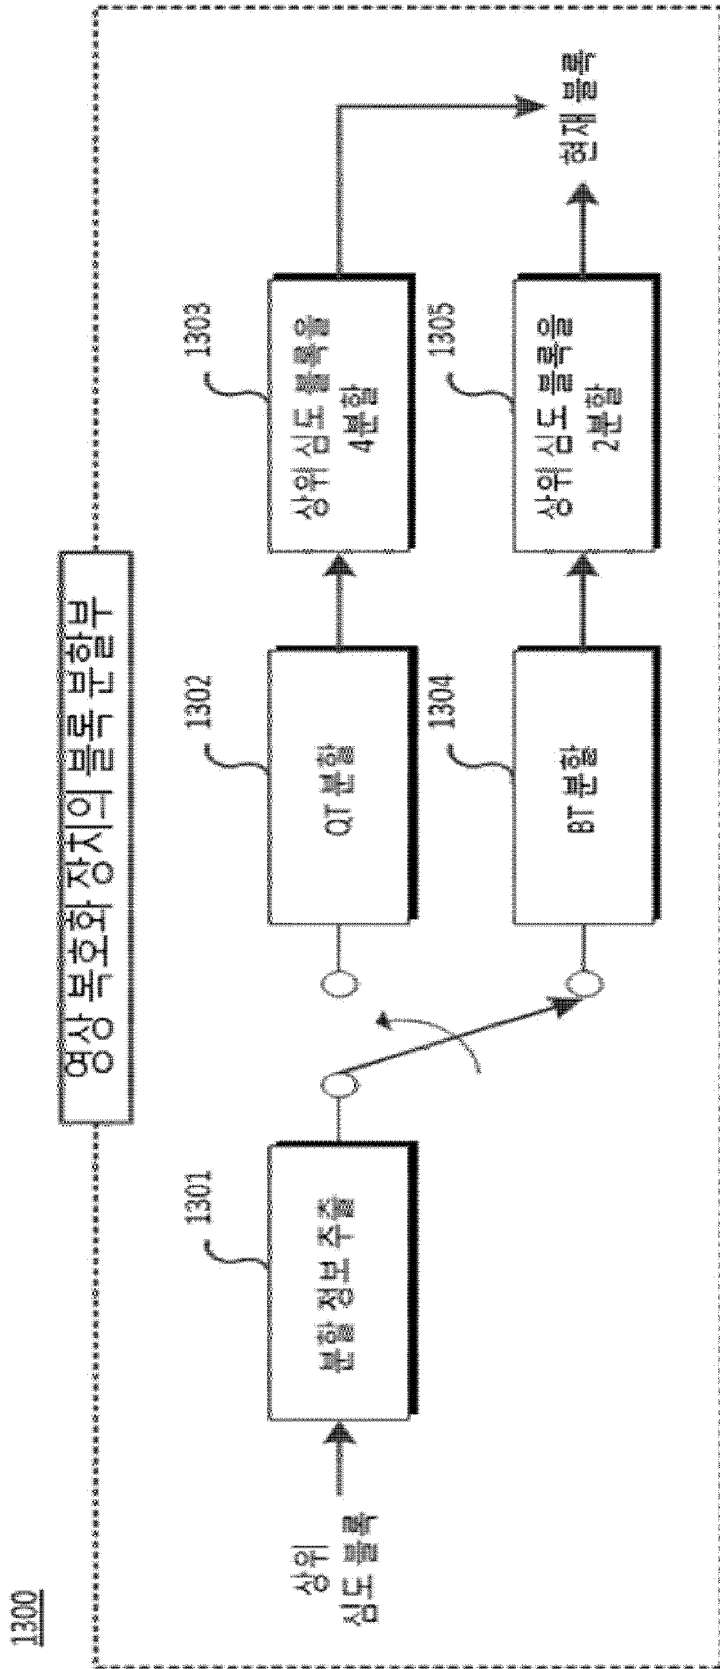 1300
영상 복호화 장치의 블록 분할부
상위
심도 블록
1301
분할 정보 추출
1302
QT 분할
1303
상위 심도 블록을
4분할
1304
BT 분할
1305
상위 심도 블록을
2분할
현재 블록